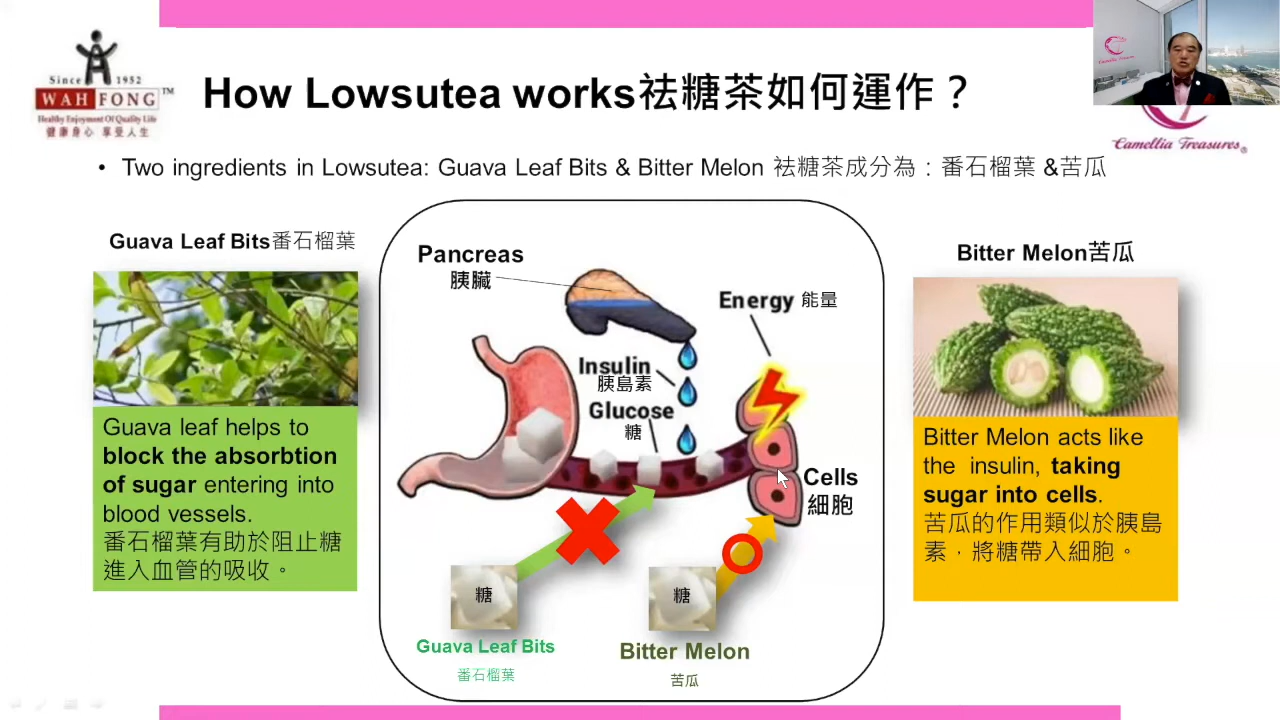 Since 1952
WAH FONG TM
Healthy Enjoyment Of Quality Life
健康身心 享受人生
How Lowsutea works祛糖茶如何運作？
Camellia Treasures®
• Two ingredients in Lowsutea: Guava Leaf Bits & Bitter Melon 祛糖茶成分為：番石榴葉 &苦瓜
Guava Leaf Bits番石榴葉
Guava leaf helps to
block the absorbtion
of sugar entering into
blood vessels.
番石榴葉有助於阻止糖
進入血管的吸收。
Pancreas
胰臟
Energy 能量
Insulin
胰島素
Glucose
糖
Cells
細胞
糖
糖
Guava Leaf Bits
番石榴葉
Bitter Melon
苦瓜
Bitter Melon苦瓜
Bitter Melon acts like
the insulin, taking
sugar into cells.
苦瓜的作用類似於胰島
素，將糖帶入細胞。